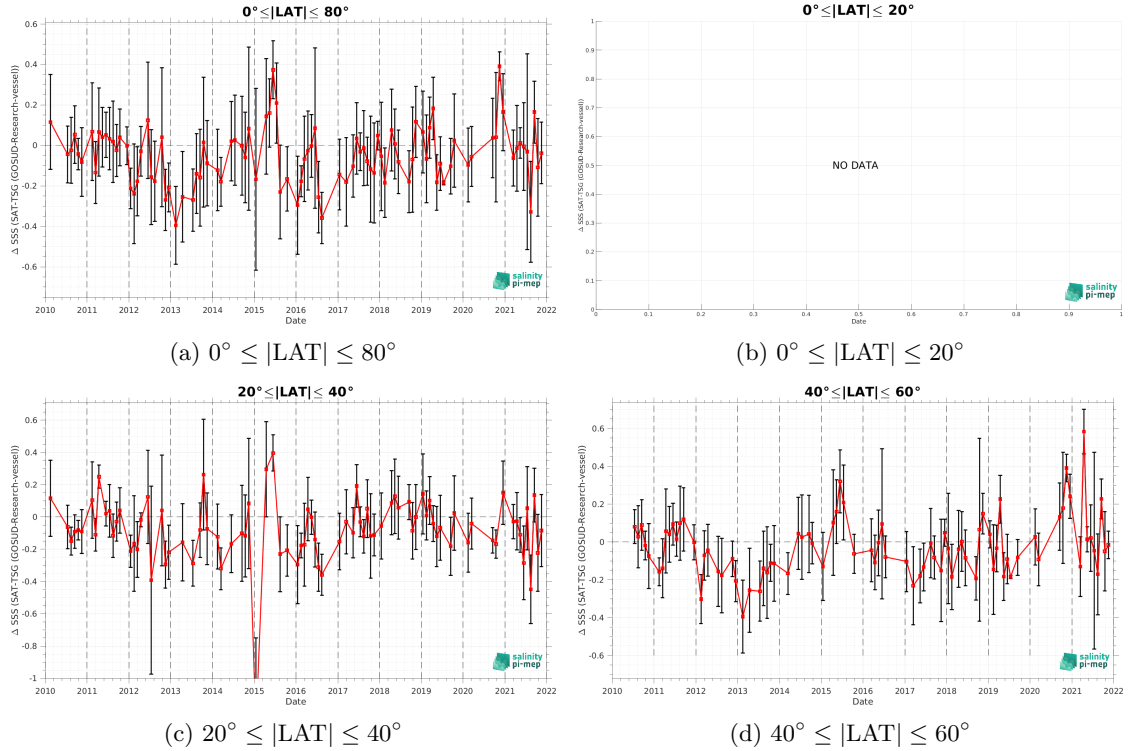 0°≤|LAT|≤ 80°
Δ SSS (SAT-TSG (GOSUD-Research-vessel))
0.6
0.4
0.2
0
-0.2
-0.4
-0.6
2010 2011 2012 2013 2014 2015 2016 2017 2018 2019 2020 2021 2022
Date
salinity
pi-mep
(a) 0° ≤ |LAT| ≤ 80°
0°≤|LAT|≤ 20°
Δ SSS (SAT-TSG (GOSUD-Research-vessel))
1
0.9
0.8
0.7
0.6
0.5
0.4
0.3
0.2
0.1
0
NO DATA
0 0.1 0.2 0.3 0.4 0.5 0.6 0.7 0.8 0.9 1
Date
salinity
pi-mep
(b) 0° ≤ |LAT| ≤ 20°
20°≤|LAT|≤ 40°
Δ SSS (SAT-TSG (GOSUD-Research-vessel))
0.6
0.4
0.2
0
-0.2
-0.4
-0.6
-0.8
-1
2010 2011 2012 2013 2014 2015 2016 2017 2018 2019 2020 2021 2022
Date
salinity
pi-mep
(c) 20° ≤ |LAT| ≤ 40°
40°≤|LAT|≤ 60°
Δ SSS (SAT-TSG (GOSUD-Research-vessel))
0.6
0.4
0.2
0
-0.2
-0.4
-0.6
2010 2011 2012 2013 2014 2015 2016 2017 2018 2019 2020 2021 2022
Date
salinity
pi-mep
(d) 40° ≤ |LAT| ≤ 60°